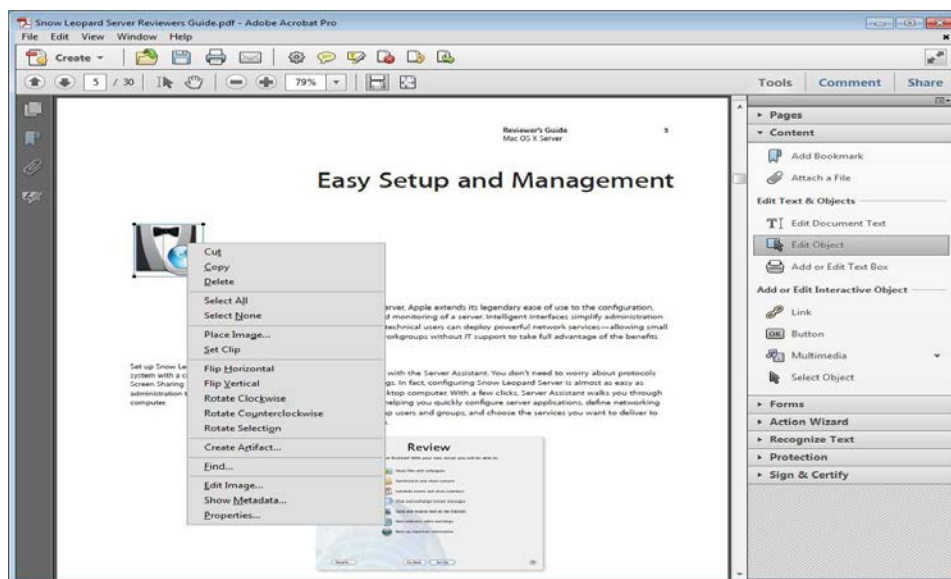 Snow Leopard Server Reviewers Guide.pdf - Adobe Acrobat Pro
File Edit View Window Help
Create
5 / 30 79% Tools Comment Share
Reviewer's Guide 5
Mac OS X Server
Easy Setup and Management
Cut
Copy
Delete
Select All
Select None
Place Image...
Set Clip
Flip Horizontal
Flip Vertical
Rotate Clockwise
Rotate Counterclockwise
Rotate Selection
Create Artifact...
Find...
Edit Image...
Show Metadata...
Properties...
erver, Apple extends its legendary ease of use to the configuration,
monitoring of a server. Intelligent interfaces simplify administration
technical users can deploy powerful network services—allowing small
orkgroups without IT support to take full advantage of the benefits
Set up Snow Le
system with a c
Screen Sharing
administration t
computer.
with the Server Assistant. You don't need to worry about protocols
gs. In fact, configuring Snow Leopard Server is almost as easy as
ktop computer. With a few clicks, Server Assistant walks you through
helping you quickly configure server applications, define networking
p users and groups, and choose the services you want to deliver to
Review
Share files with colleagues
Pages
Content
Add Bookmark
Attach a File
Edit Text & Objects
Edit Document Text
Edit Object
Add or Edit Text Box
Add or Edit Interactive Object
Link
OK Button
Multimedia
Select Object
Forms
Action Wizard
Recognize Text
Protection
Sign & Certify